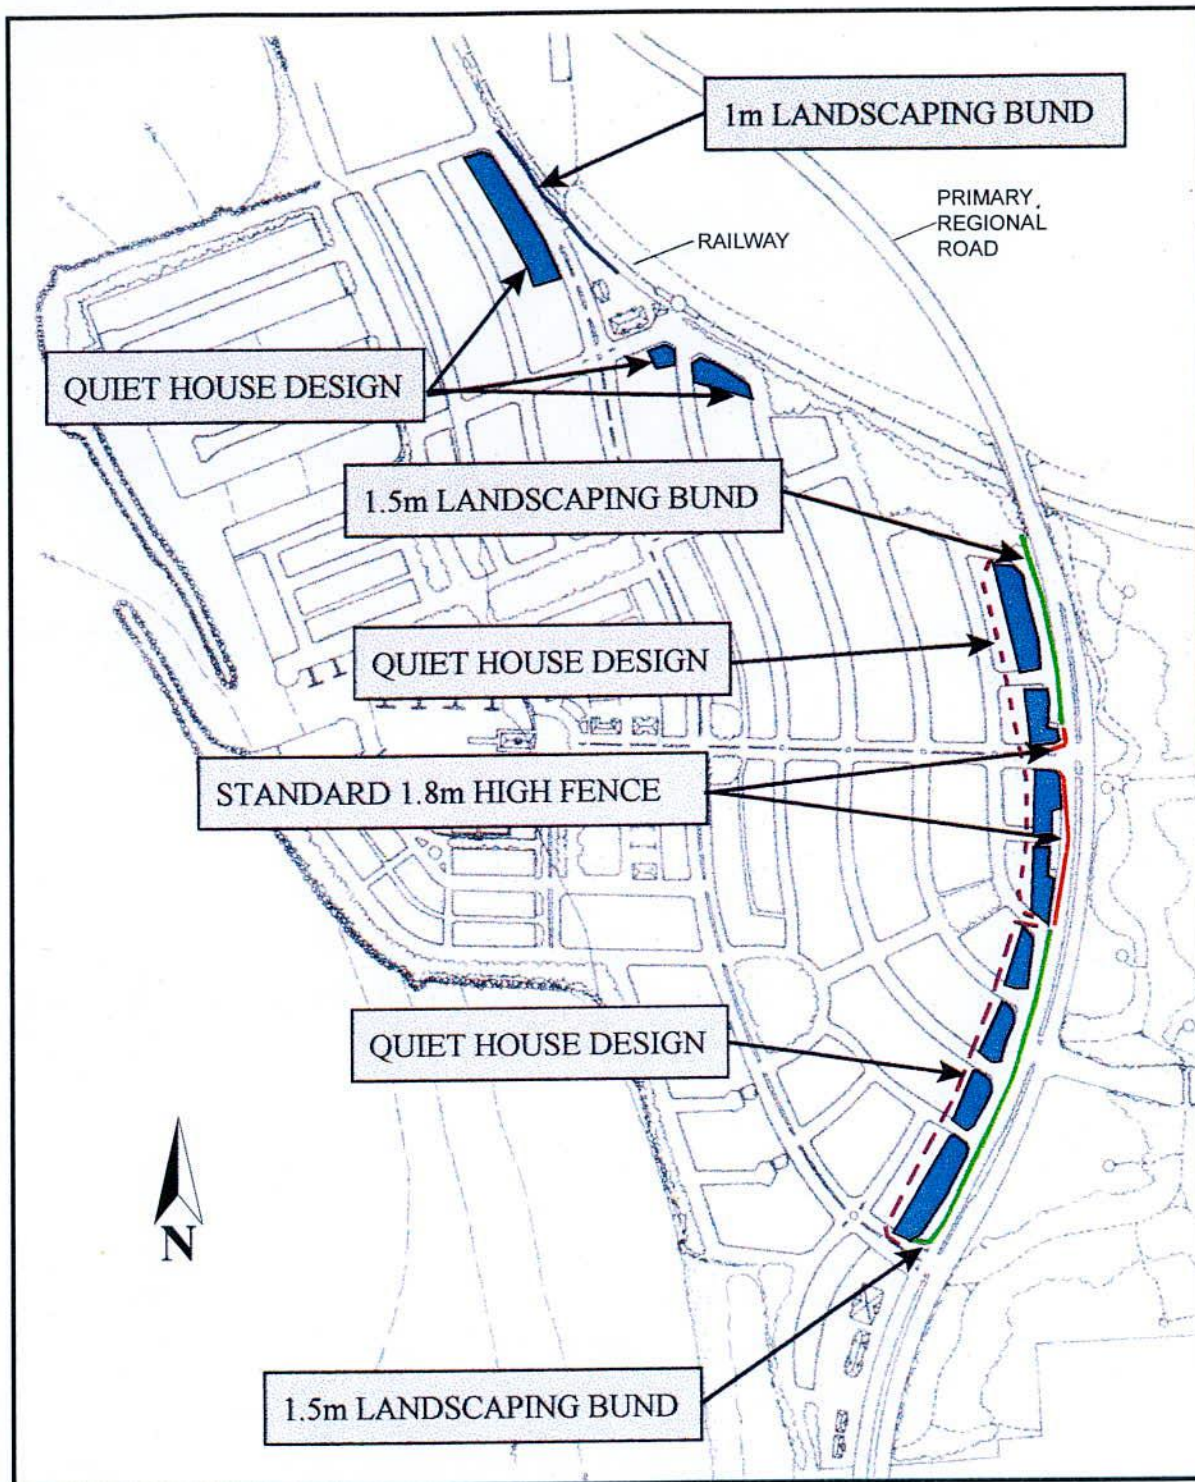 1m LANDSCAPING BUND
PRIMARY
REGIONAL
ROAD
RAILWAY
QUIET HOUSE DESIGN
1.5m LANDSCAPING BUND
QUIET HOUSE DESIGN
STANDARD 1.8m HIGH FENCE
QUIET HOUSE DESIGN
N
1.5m LANDSCAPING BUND